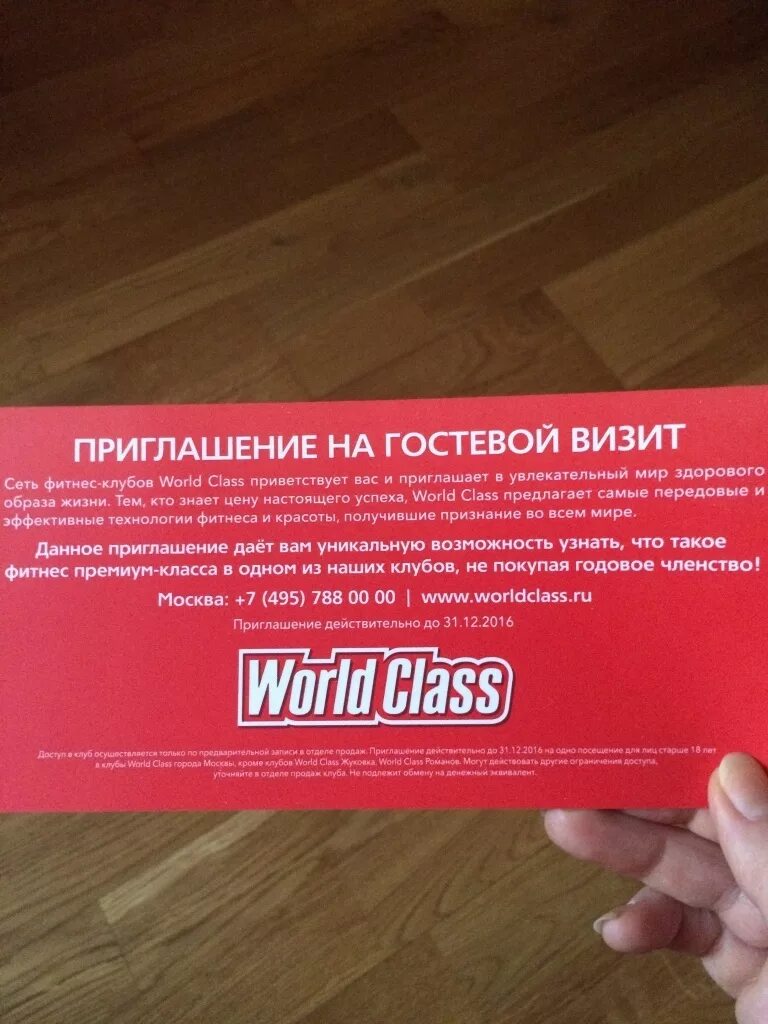 ПРИГЛАШЕНИЕ НА ГОСТЕВОЙ ВИЗИТ
Сеть фитнес-клубов World Class приветствует вас и приглашает в увлекательный мир здорового
образа жизни. Тем, кто знает цену настоящего успеха, World Class предлагает самые передовые и
эффективные технологии фитнеса и красоты, получившие признание во всем мире.
Данное приглашение даёт вам уникальную возможность узнать, что такое
фитнес премиум-класса в одном из наших клубов, не покупая годовое членство!
Москва: +7 (495) 788 00 00 | www.worldclass.ru
Приглашение действительно до 31.12.2016
World Class
Доступ в клуб осуществляется только по предварительной записи в отделе продаж. Приглашение действительно до 31.12.2016 на одно посещение для лиц старше 18 лет
в клубы World Class города Москвы, кроме клубов World Class Жуковка, World Class Романов. Могут действовать другие ограничения доступа,
уточняйте в отделе продаж клуба. Не подлежит обмену на денежный эквивалент.